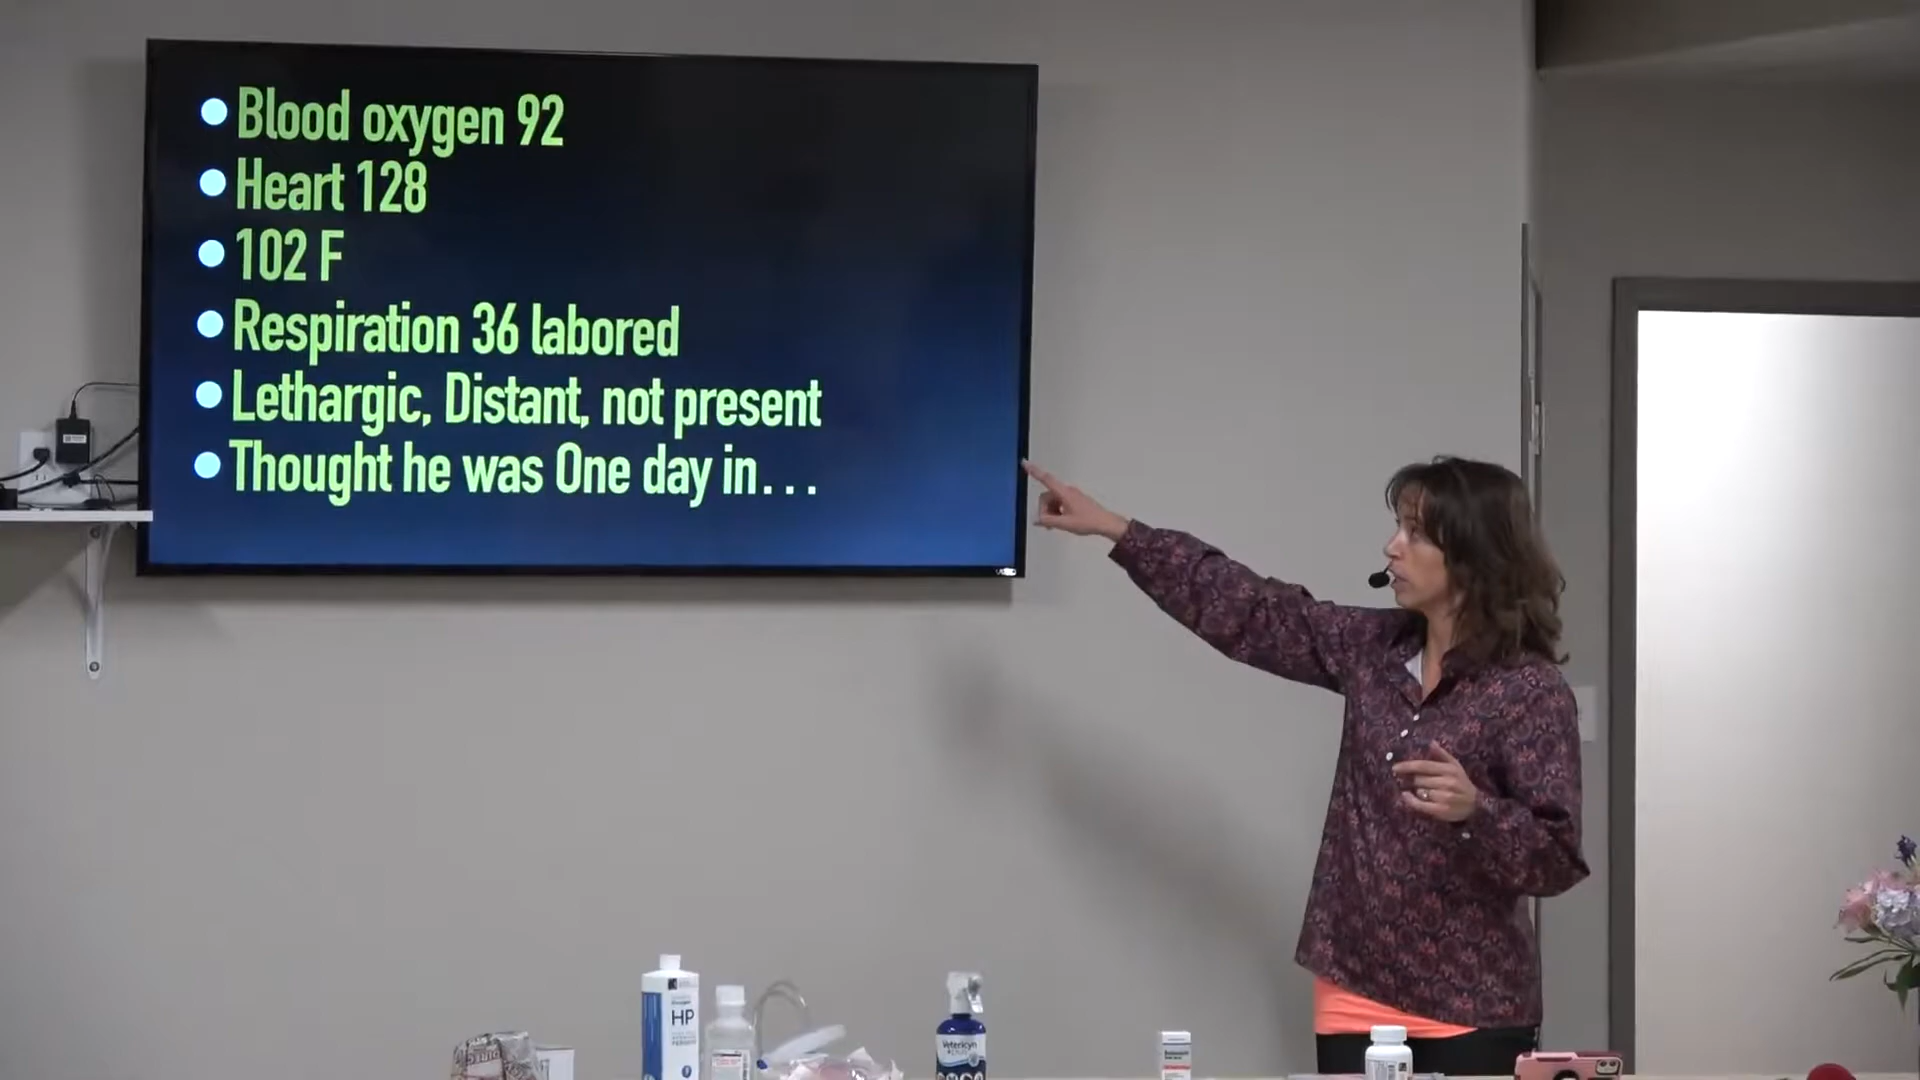 Blood oxygen 92
Heart 128
102 F
Respiration 36 labored
Lethargic, Distant, not present
Thought he was One day in...
HP
Vetericyn